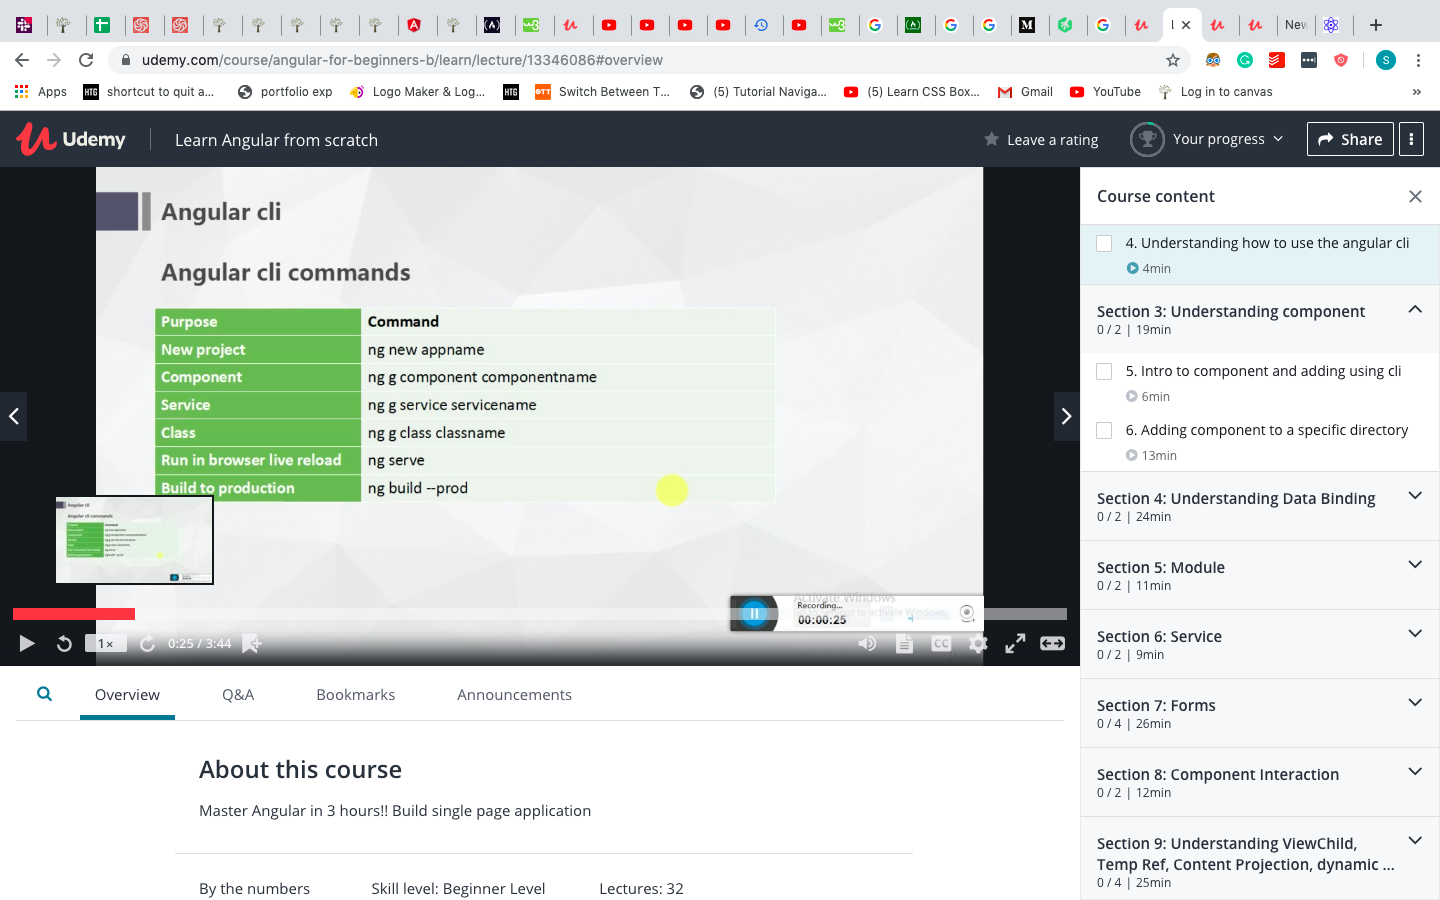 New
udemy.com/course/angular-for-beginners-b/learn/lecture/13346086#overview
S
Apps
HTG
shortcut to quit a...
portfolio exp
Logo Maker & Log...
HTG
Switch Between T...
(5) Tutorial Naviga...
(5) Learn CSS Box...
Gmail
YouTube
Log in to canvas
»
Udemy
Learn Angular from scratch
Leave a rating
Your progress
Share
Angular cli
Angular cli commands
Purpose Command
New project ng new appname
Component ng g component componentname
Service ng g service servicename
Class ng g class classname
Run in browser live reload ng serve
Build to production ng build --prod
Activate Windows
Recording...
00:00:25
1×
0:25 / 3:44
CC
Course content
4. Understanding how to use the angular cli
4min
Section 3: Understanding component
0 / 2 | 19min
5. Intro to component and adding using cli
6min
6. Adding component to a specific directory
13min
Section 4: Understanding Data Binding
0 / 2 | 24min
Section 5: Module
0 / 2 | 11min
Section 6: Service
0 / 2 | 9min
Section 7: Forms
0 / 4 | 26min
Section 8: Component Interaction
0 / 2 | 12min
Section 9: Understanding ViewChild,
Temp Ref, Content Projection, dynamic ...
0 / 4 | 25min
Overview
Q&A
Bookmarks
Announcements
About this course
Master Angular in 3 hours!! Build single page application
By the numbers
Skill level: Beginner Level
Lectures: 32